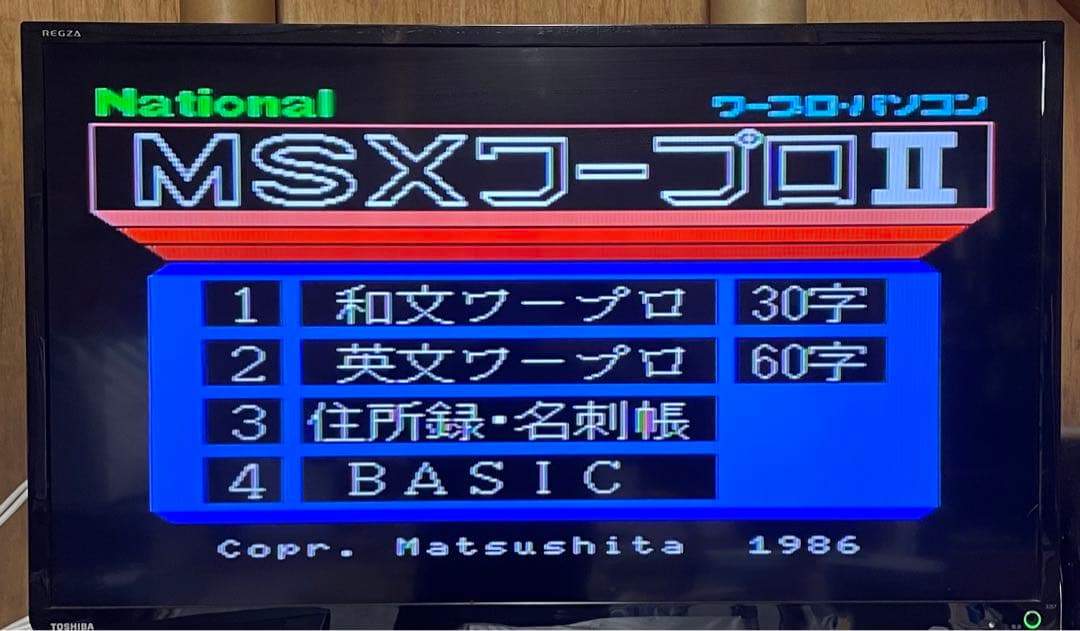 REGZA
National ワープロ・パソコン
MSXワープロⅡ
1 和文ワープロ 30字
2 英文ワープロ 60字
3 住所録・名刺帳
4 BASIC
Copr. Matsushita 1986
TOSHIBA